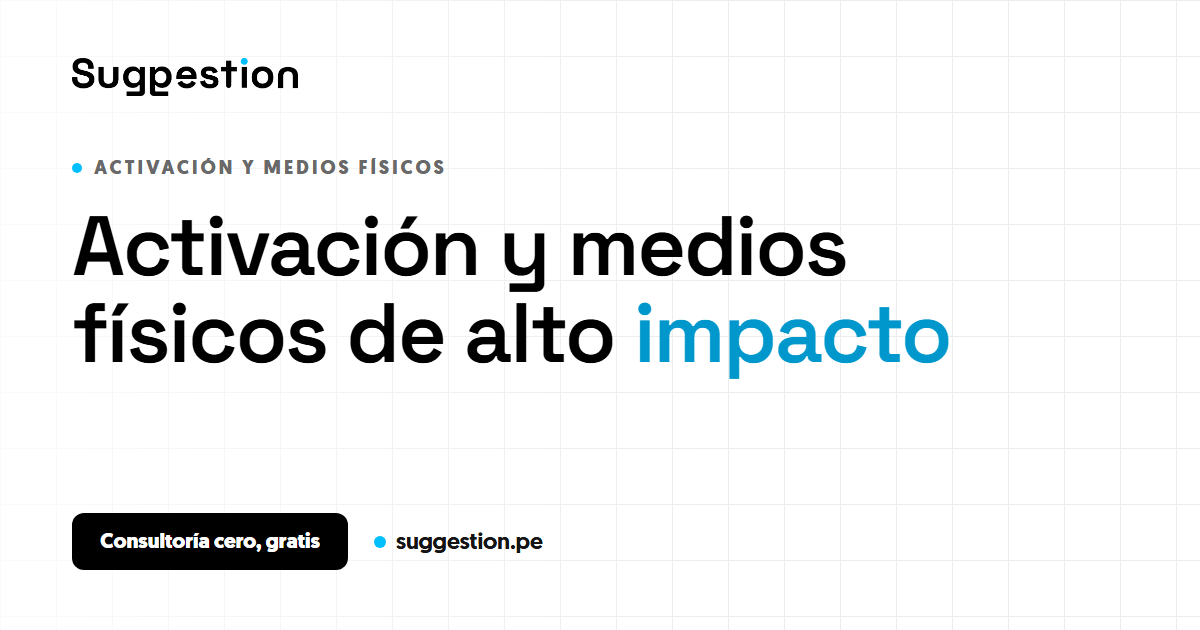 Suggestion
ACTIVACIÓN Y MEDIOS FÍSICOS
Activación y medios
físicos de alto impacto
Consultoría cero, gratis
suggestion.pe